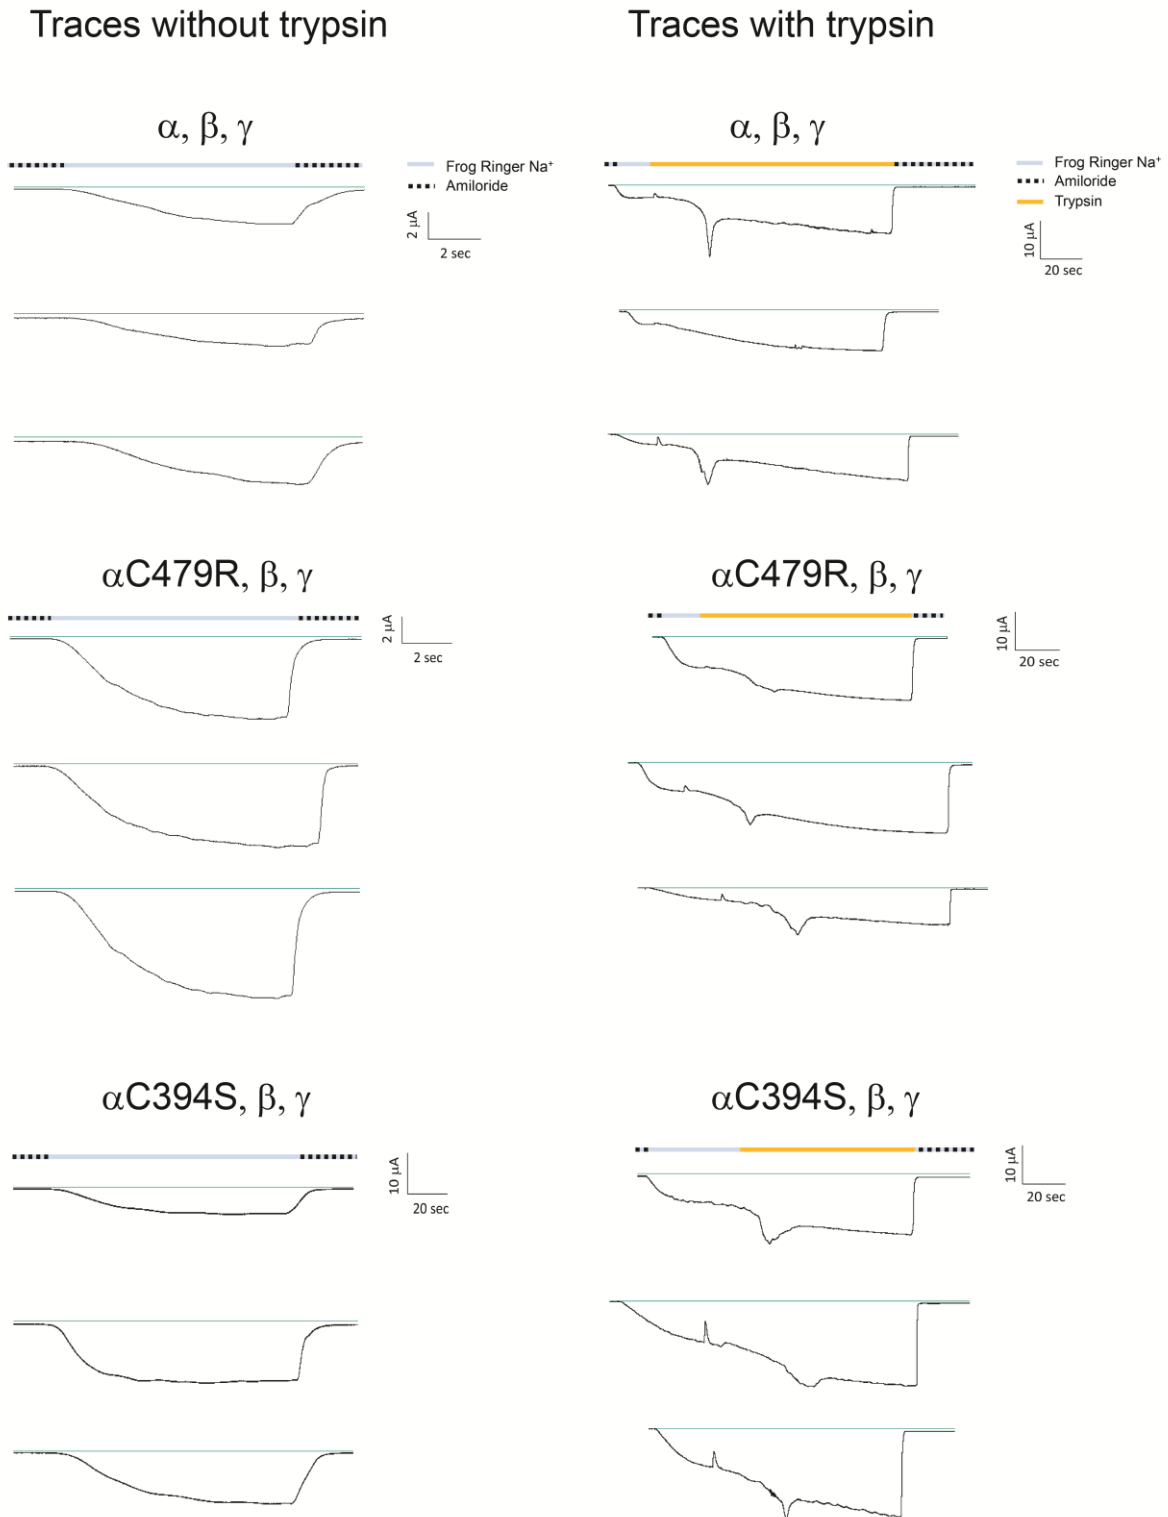 Traces without trypsin
Traces with trypsin
α, β, γ
Frog Ringer Na⁺
Amiloride
2 μA
2 sec
α, β, γ
Frog Ringer Na⁺
Amiloride
Trypsin
10 μA
20 sec
αC479R, β, γ
2 μA
2 sec
αC479R, β, γ
10 μA
20 sec
αC394S, β, γ
10 μA
20 sec
αC394S, β, γ
10 μA
20 sec